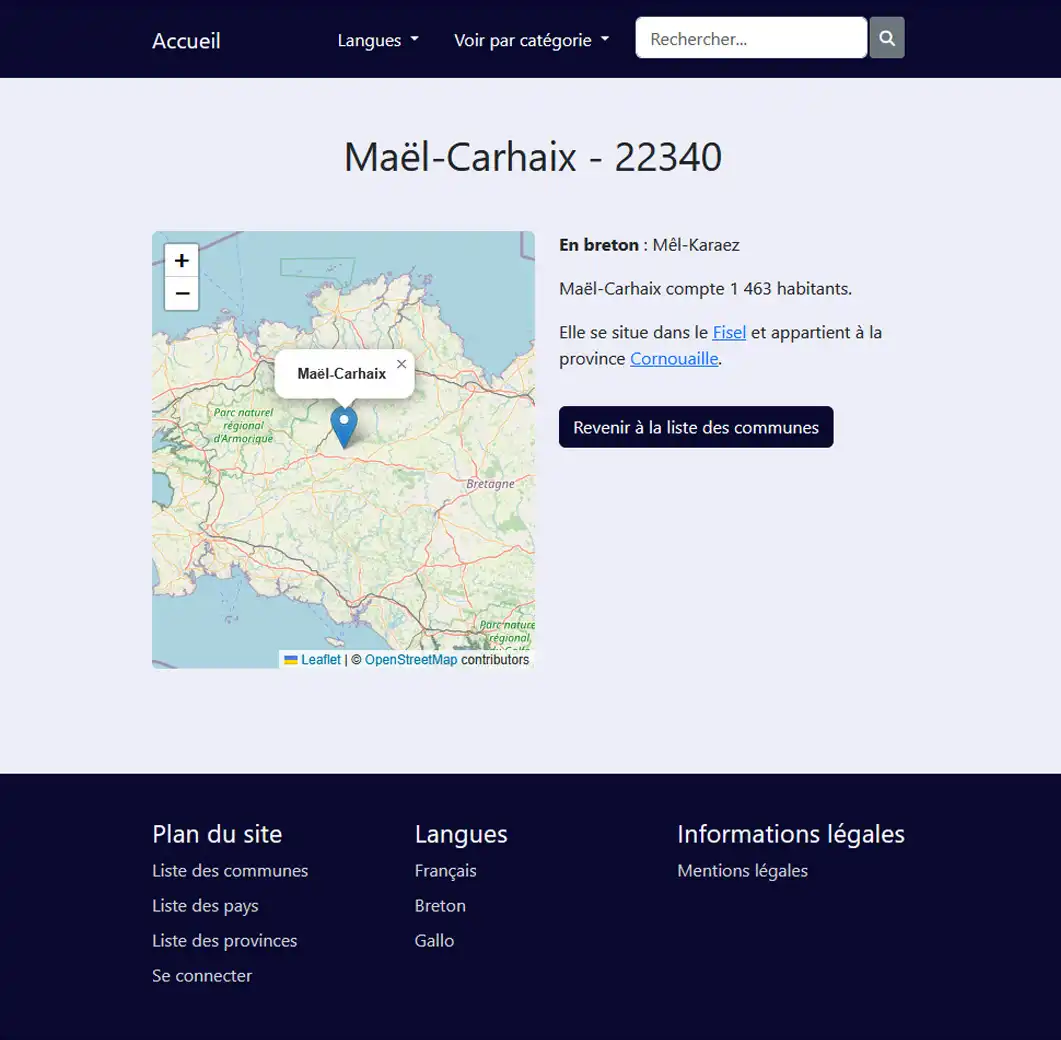 Accueil
Langues
Voir par catégorie
Rechercher...
Maël-Carhaix - 22340
+
−
Maël-Carhaix
×
Parc naturel
régional
d'Armorique
Bretagne
Parc nature
régional
Leaflet | © OpenStreetMap contributors
En breton : Mêl-Karaez
Maël-Carhaix compte 1 463 habitants.
Elle se situe dans le Fisel et appartient à la
province Cornouaille.
Revenir à la liste des communes
Plan du site
Liste des communes
Liste des pays
Liste des provinces
Se connecter
Langues
Français
Breton
Gallo
Informations légales
Mentions légales